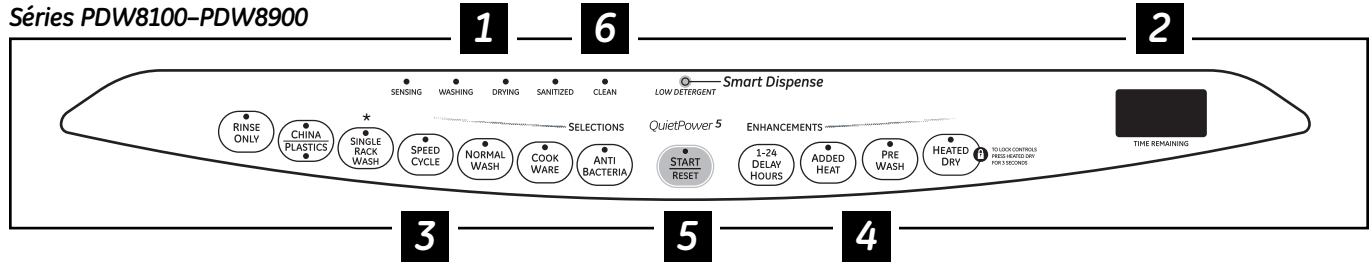 Séries PDW8100–PDW8900
1
6
2
SENSING
WASHING
DRYING
SANITIZED
CLEAN
LOW DETERGENT
Smart Dispense
RINSE
ONLY
CHINA
PLASTICS
*
SINGLE
RACK
WASH
SPEED
CYCLE
NORMAL
WASH
COOK
WARE
ANTI
BACTERIA
SELECTIONS
QuietPower 5
START
RESET
ENHANCEMENTS
1-24
DELAY
HOURS
ADDED
HEAT
PRE
WASH
HEATED
DRY
TO LOCK CONTROLS
PRESS HEATED DRY
FOR 3 SECONDS
TIME REMAINING
3
5
4